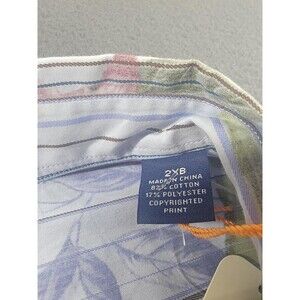 2XB
MADE IN CHINA
83% COTTON
17% POLYESTER
COPYRIGHTED
PRINT